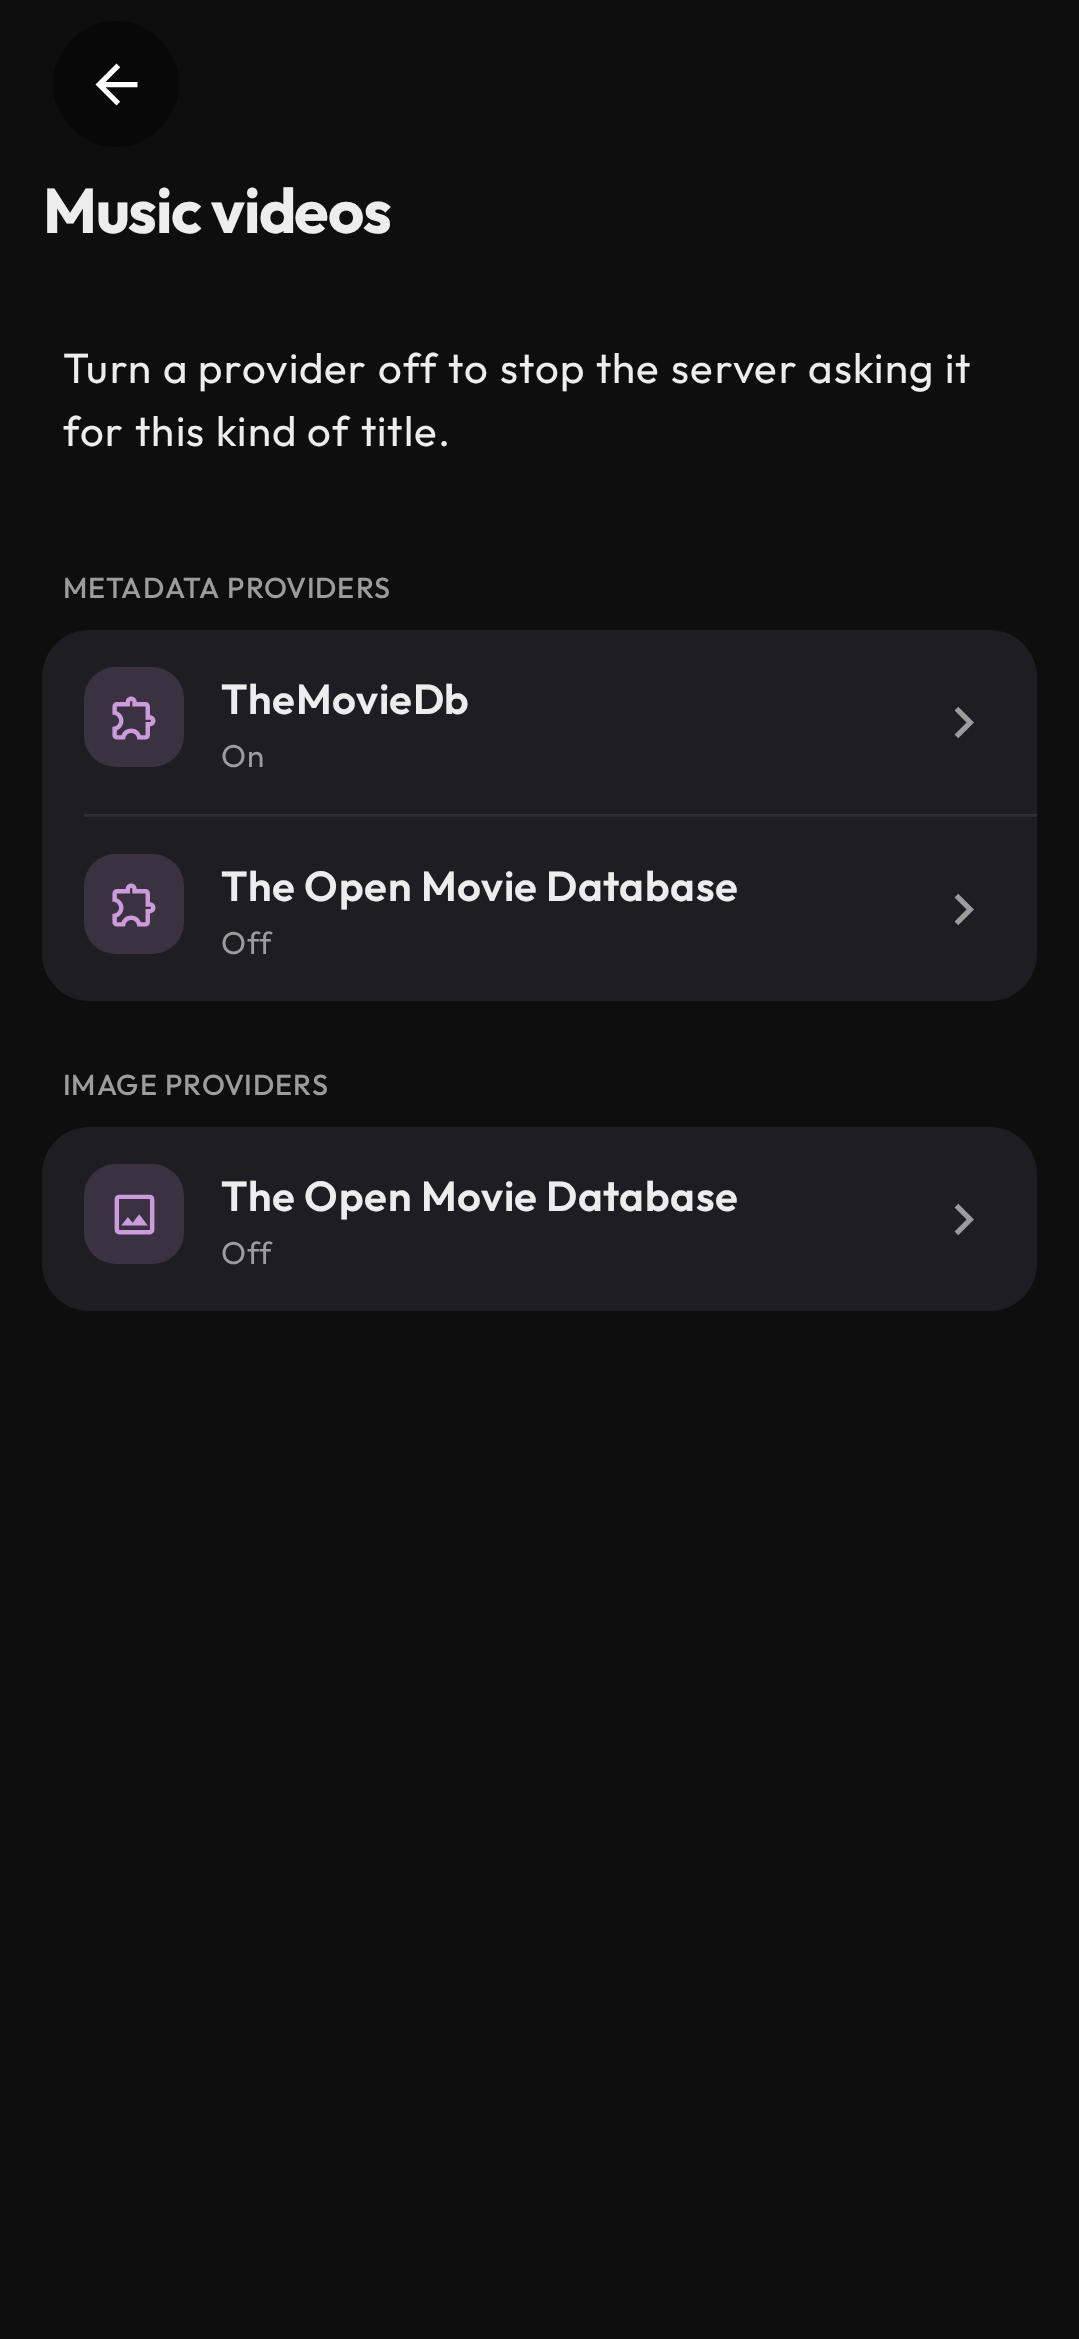 Music videos
Turn a provider off to stop the server asking it
for this kind of title.
METADATA PROVIDERS
TheMovieDb
On
The Open Movie Database
Off
IMAGE PROVIDERS
The Open Movie Database
Off